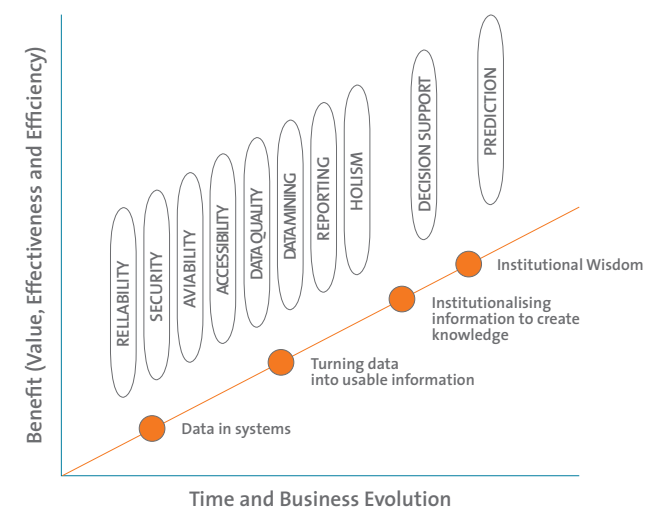 Benefit (Value, Effectiveness and Efficiency)
RELLABILITY
SECURITY
AVIABILITY
ACCESSIBILITY
DATA QUALITY
DATAMINING
REPORTING
HOLISM
DECISION SUPPORT
PREDICTION
Institutional Wisdom
Institutionalising
information to create
knowledge
Turning data
into usable information
Data in systems
Time and Business Evolution